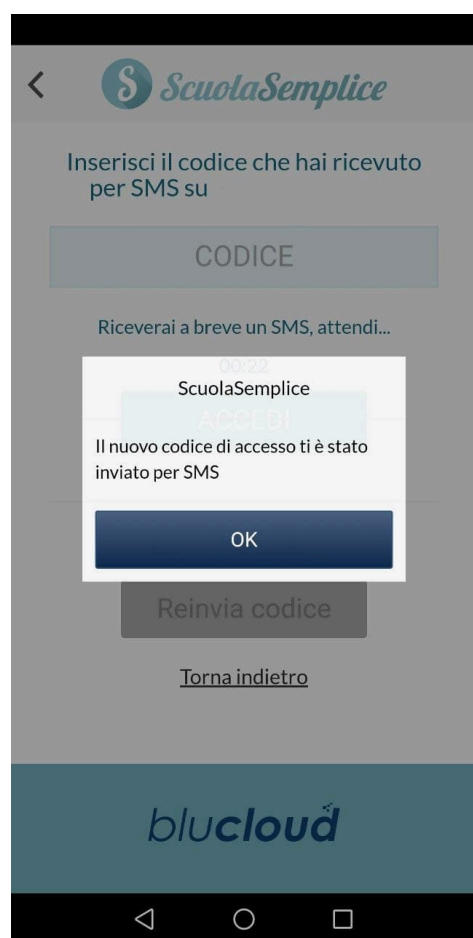 ScuolaSemplice
Inserisci il codice che hai ricevuto
per SMS su
CODICE
Riceverai a breve un SMS, attendi...
00:22
ScuolaSemplice
ACCEDI
Il nuovo codice di accesso ti è stato
inviato per SMS
OK
Reinvia codice
Torna indietro
blucloud